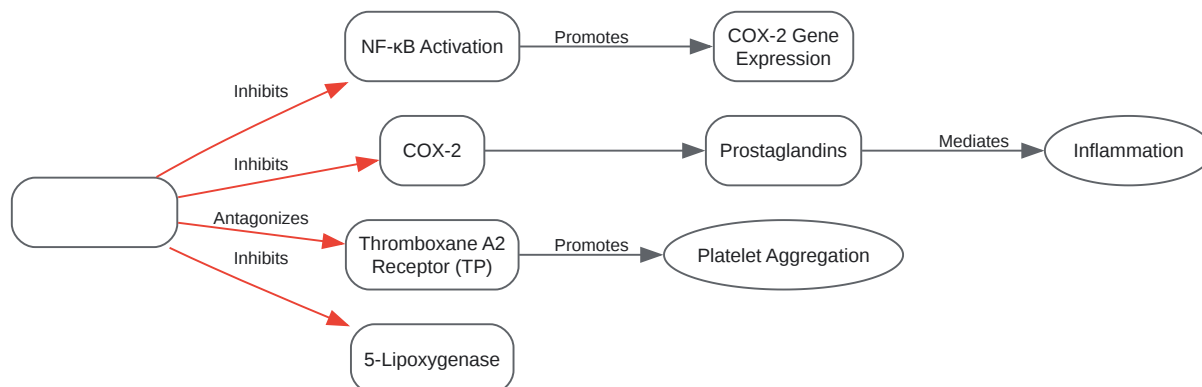 NF-κB Activation
Promotes
COX-2 Gene
Expression
Inhibits
Inhibits
COX-2
Prostaglandins
Mediates
Inflammation
Antagonizes
Thromboxane A2
Receptor (TP)
Promotes
Platelet Aggregation
Inhibits
5-Lipoxygenase